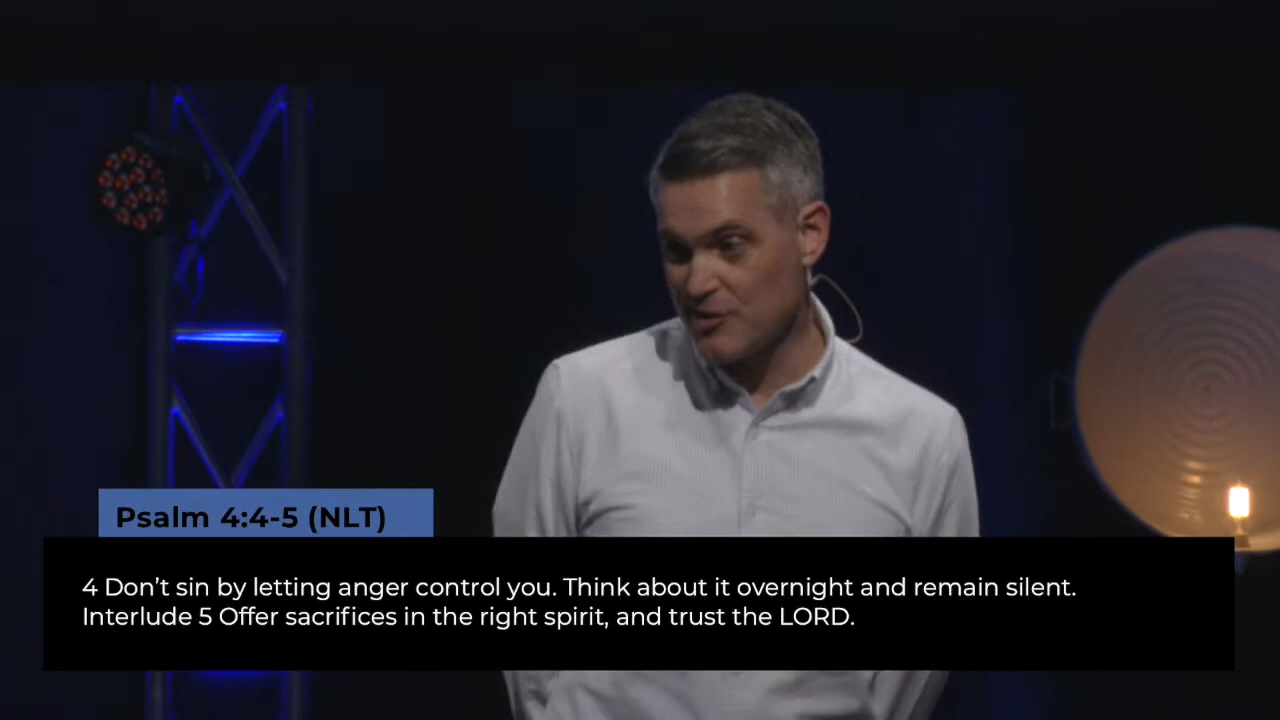 Psalm 4:4-5 (NLT)
4 Don’t sin by letting anger control you. Think about it overnight and remain silent.
Interlude 5 Offer sacrifices in the right spirit, and trust the LORD.